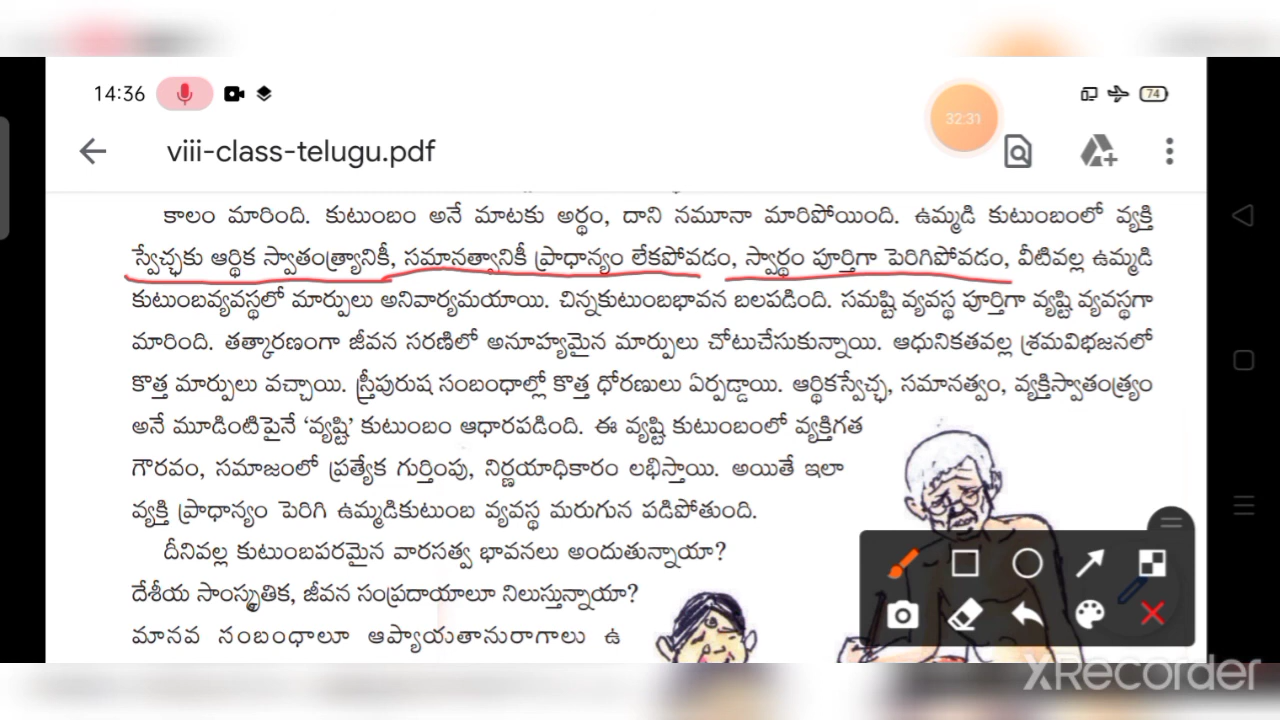 14:36
74
32:31
viii-class-telugu.pdf
కాలం మారింది. కుటుంబం అనే మాటకు అర్థం, దాని నమూనా మారిపోయింది. ఉమ్మడి కుటుంబంలో వ్యక్తి
స్వేచ్ఛకు ఆర్థిక స్వాతంత్ర్యానికీ, సమానత్వానికీ ప్రాధాన్యం లేకపోవడం, స్వార్థం పూర్తిగా పెరిగిపోవడం, వీటివల్ల ఉమ్మడి
కుటుంబవ్యవస్థలో మార్పులు అనివార్యమయాయి. చిన్నకుటుంబభావన బలపడింది. సమష్టి వ్యవస్థ పూర్తిగా వ్యష్టి వ్యవస్థగా
మారింది. తత్కారణంగా జీవన సరణిలో అనూహ్యమైన మార్పులు చోటుచేసుకున్నాయి. ఆధునికతవల్ల శ్రమవిభజనలో
కొత్త మార్పులు వచ్చాయి. స్త్రీపురుష సంబంధాల్లో కొత్త ధోరణులు ఏర్పడ్డాయి. ఆర్థికస్వేచ్ఛ, సమానత్వం, వ్యక్తిస్వాతంత్ర్యం
అనే మూడింటిపైనే ‘వ్యష్టి’ కుటుంబం ఆధారపడింది. ఈ వ్యష్టి కుటుంబంలో వ్యక్తిగత
గౌరవం, సమాజంలో ప్రత్యేక గుర్తింపు, నిర్ణయాధికారం లభిస్తాయి. అయితే ఇలా
వ్యక్తి ప్రాధాన్యం పెరిగి ఉమ్మడికుటుంబ వ్యవస్థ మరుగున పడిపోతుంది.
దీనివల్ల కుటుంబపరమైన వారసత్వ భావనలు అందుతున్నాయా?
దేశీయ సాంస్కృతిక, జీవన సంప్రదాయాలూ నిలుస్తున్నాయా?
మానవ సంబంధాలూ ఆప్యాయతానురాగాలు ఉ
XRecorder